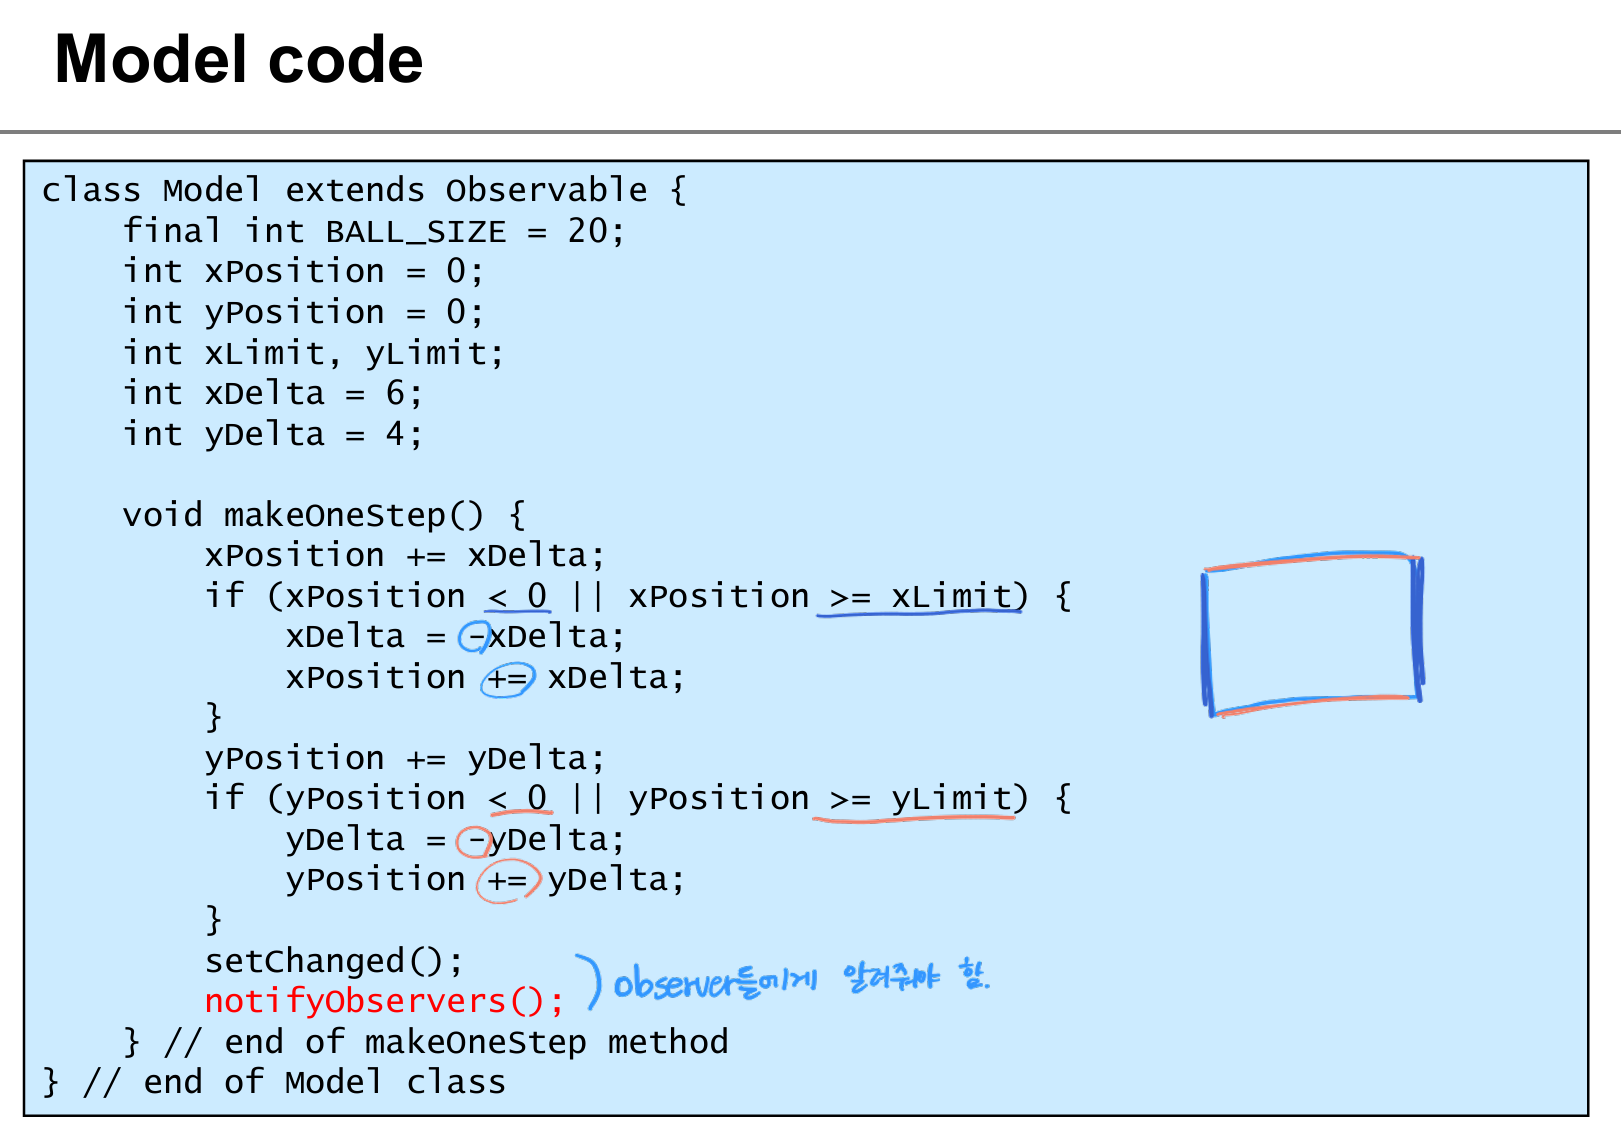 Model code
class Model extends Observable {
final int BALL_SIZE = 20;
int xPosition = 0;
int yPosition = 0;
int xLimit, yLimit;
int xDelta = 6;
int yDelta = 4;
void makeOneStep() {
xPosition += xDelta;
if (xPosition < 0 || xPosition >= xLimit) {
xDelta = -xDelta;
xPosition += xDelta;
}
yPosition += yDelta;
if (yPosition < 0 || yPosition >= yLimit) {
yDelta = -yDelta;
yPosition += yDelta;
}
setChanged();
notifyObservers();
observer들에게 알려줘야 함.
} // end of makeOneStep method
} // end of Model class